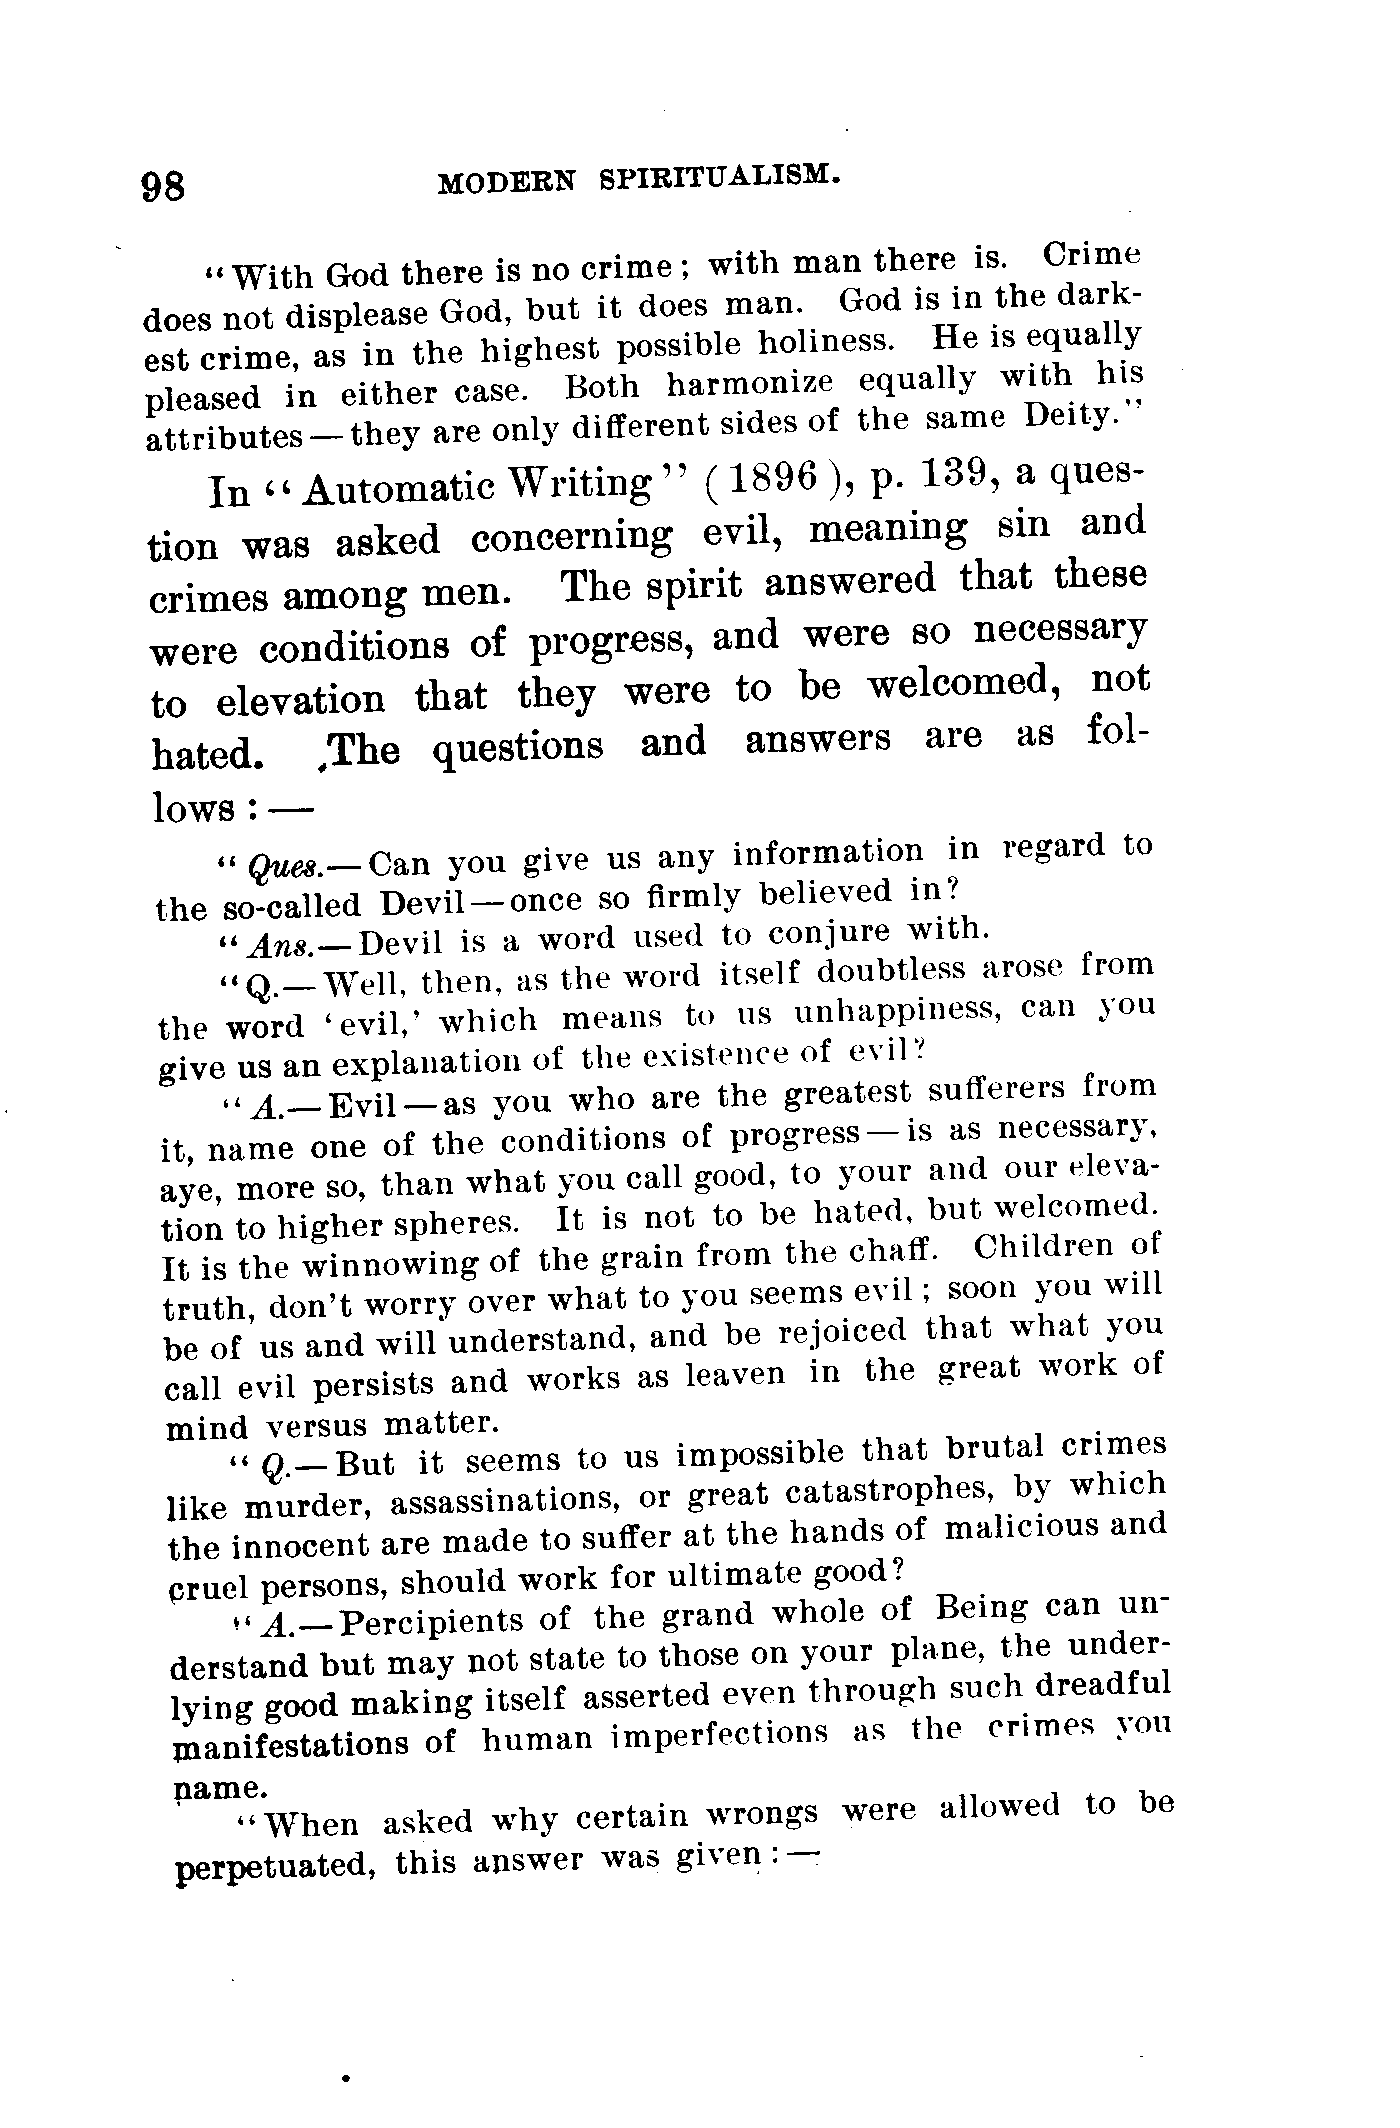 98 MODERN SPIRITUALISM.
“With God there is no crime; with man there is. Crime
does not displease God, but it does man. God is in the dark-
est crime, as in the highest possible holiness. He is equally
pleased in either case. Both harmonize equally with his
attributes—they are only different sides of the same Deity.”
In “Automatic Writing” (1896), p. 139, a ques-
tion was asked concerning evil, meaning sin and
crimes among men. The spirit answered that these
were conditions of progress, and were so necessary
to elevation that they were to be welcomed, not
hated. The questions and answers are as fol-
lows:—
“Ques.—Can you give us any information in regard to
the so-called Devil—once so firmly believed in?
“Ans.—Devil is a word used to conjure with.
“Q.—Well, then, as the word itself doubtless arose from
the word ‘evil,’ which means to us unhappiness, can you
give us an explanation of the existence of evil?
“A.—Evil—as you who are the greatest sufferers from
it, name one of the conditions of progress—is as necessary,
aye, more so, than what you call good, to your and our eleva-
tion to higher spheres. It is not to be hated, but welcomed.
It is the winnowing of the grain from the chaff. Children of
truth, don’t worry over what to you seems evil; soon you will
be of us and will understand, and be rejoiced that what you
call evil persists and works as leaven in the great work of
mind versus matter.
“Q.—But it seems to us impossible that brutal crimes
like murder, assassinations, or great catastrophes, by which
the innocent are made to suffer at the hands of malicious and
cruel persons, should work for ultimate good?
“A.—Percipients of the grand whole of Being can un-
derstand but may not state to those on your plane, the under-
lying good making itself asserted even through such dreadful
manifestations of human imperfections as the crimes you
name.
“When asked why certain wrongs were allowed to be
perpetuated, this answer was given:—